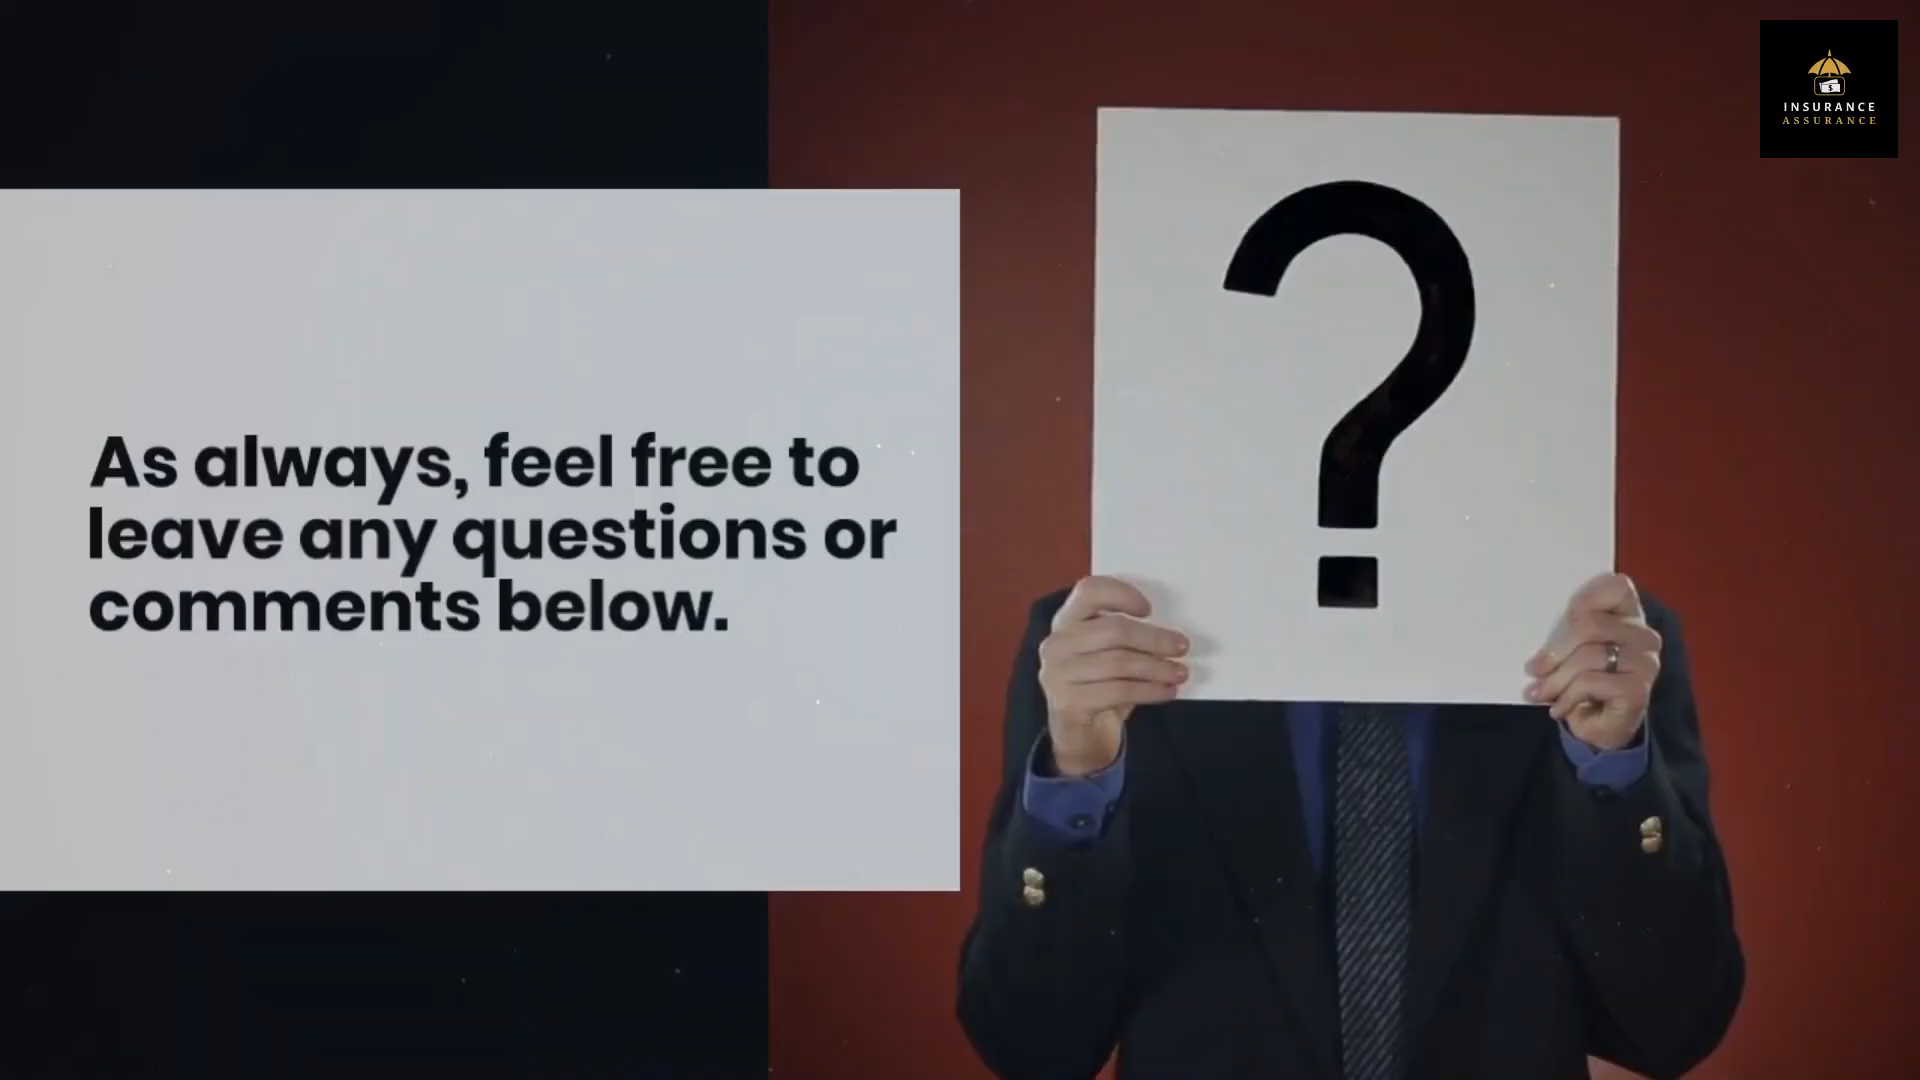 INSURANCE
ASSURANCE
?
As always, feel free to
leave any questions or
comments below.